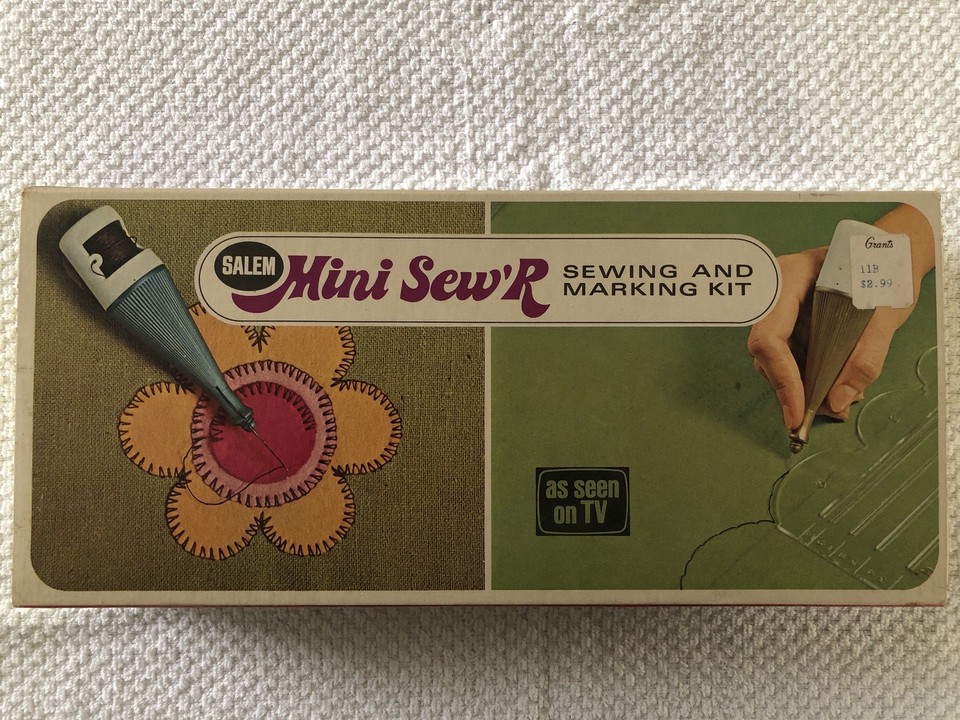 SALEM
Mini Sew'R
SEWING AND
MARKING KIT
Grants
11B
$2.99
as seen
on TV